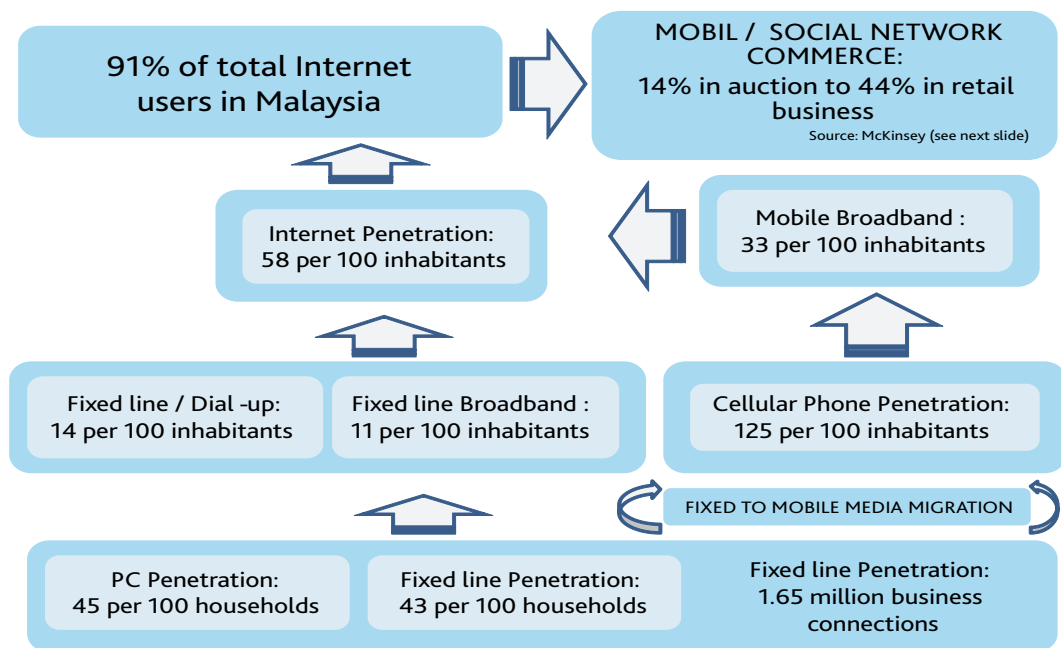 91% of total Internet
users in Malaysia
MOBIL / SOCIAL NETWORK
COMMERCE:
14% in auction to 44% in retail
business
Source: McKinsey (see next slide)
Internet Penetration:
58 per 100 inhabitants
Mobile Broadband :
33 per 100 inhabitants
Fixed line / Dial -up:
14 per 100 inhabitants
Fixed line Broadband :
11 per 100 inhabitants
Cellular Phone Penetration:
125 per 100 inhabitants
FIXED TO MOBILE MEDIA MIGRATION
PC Penetration:
45 per 100 households
Fixed line Penetration:
43 per 100 households
Fixed line Penetration:
1.65 million business
connections